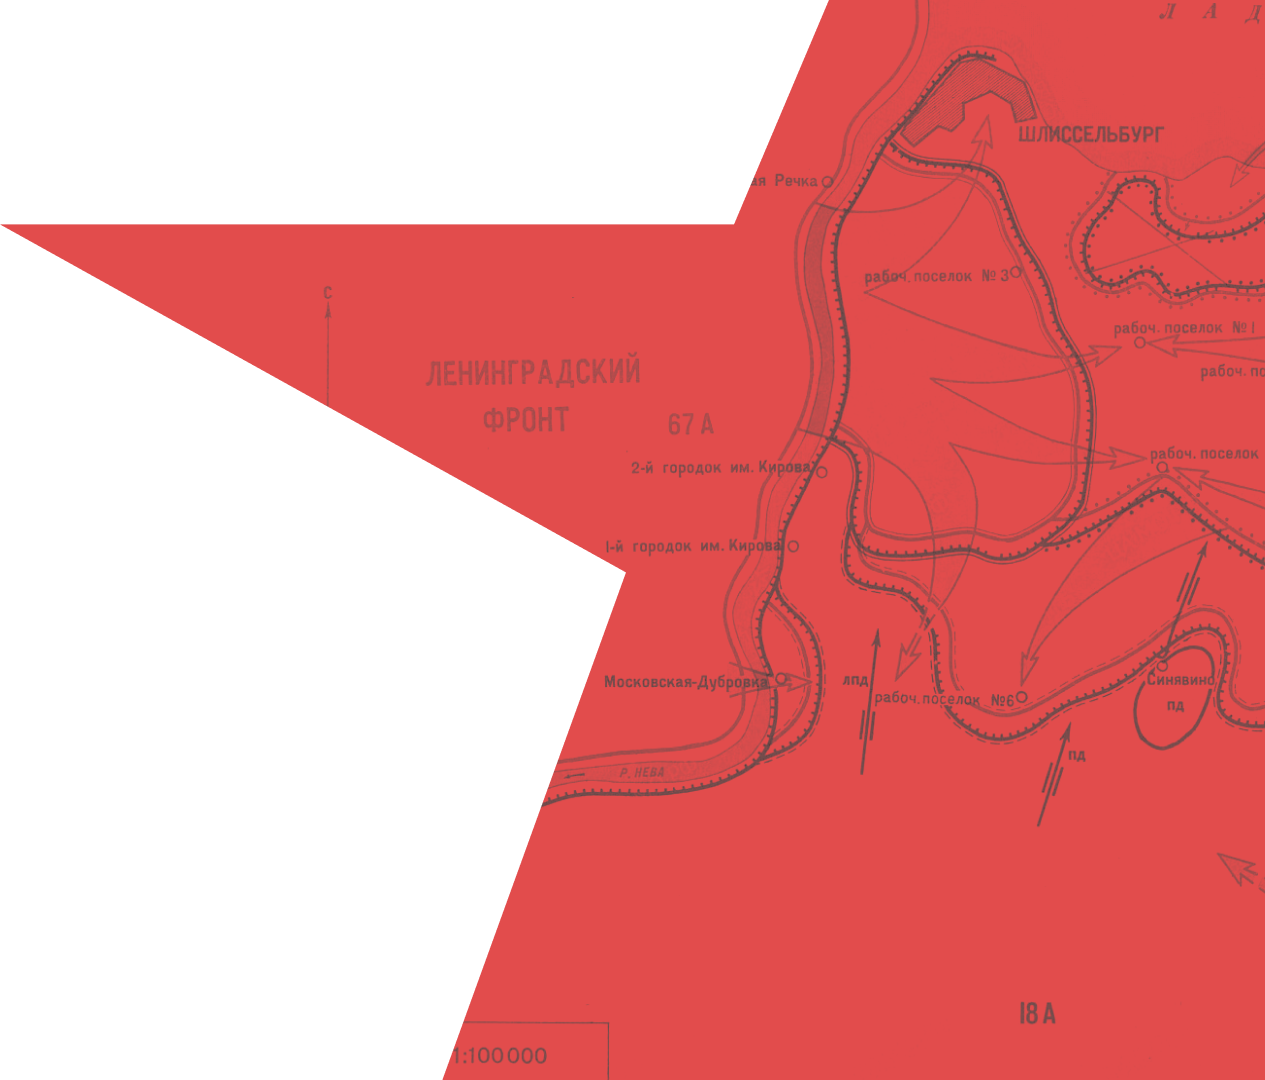 Л А Д
ШЛИССЕЛЬБУРГ
ая Речка
рабоч. поселок № 3
С
рабоч. поселок № 1
ЛЕНИНГРАДСКИЙ
ФРОНТ
рабоч. по
67 А
рабоч. поселок
2-й городок им. Кирова
1-й городок им. Кирова
Московская-Дубровка
лпд
Синявино
рабоч. поселок №6
пд
пд
Р. НЕВА
18 А
1:100 000